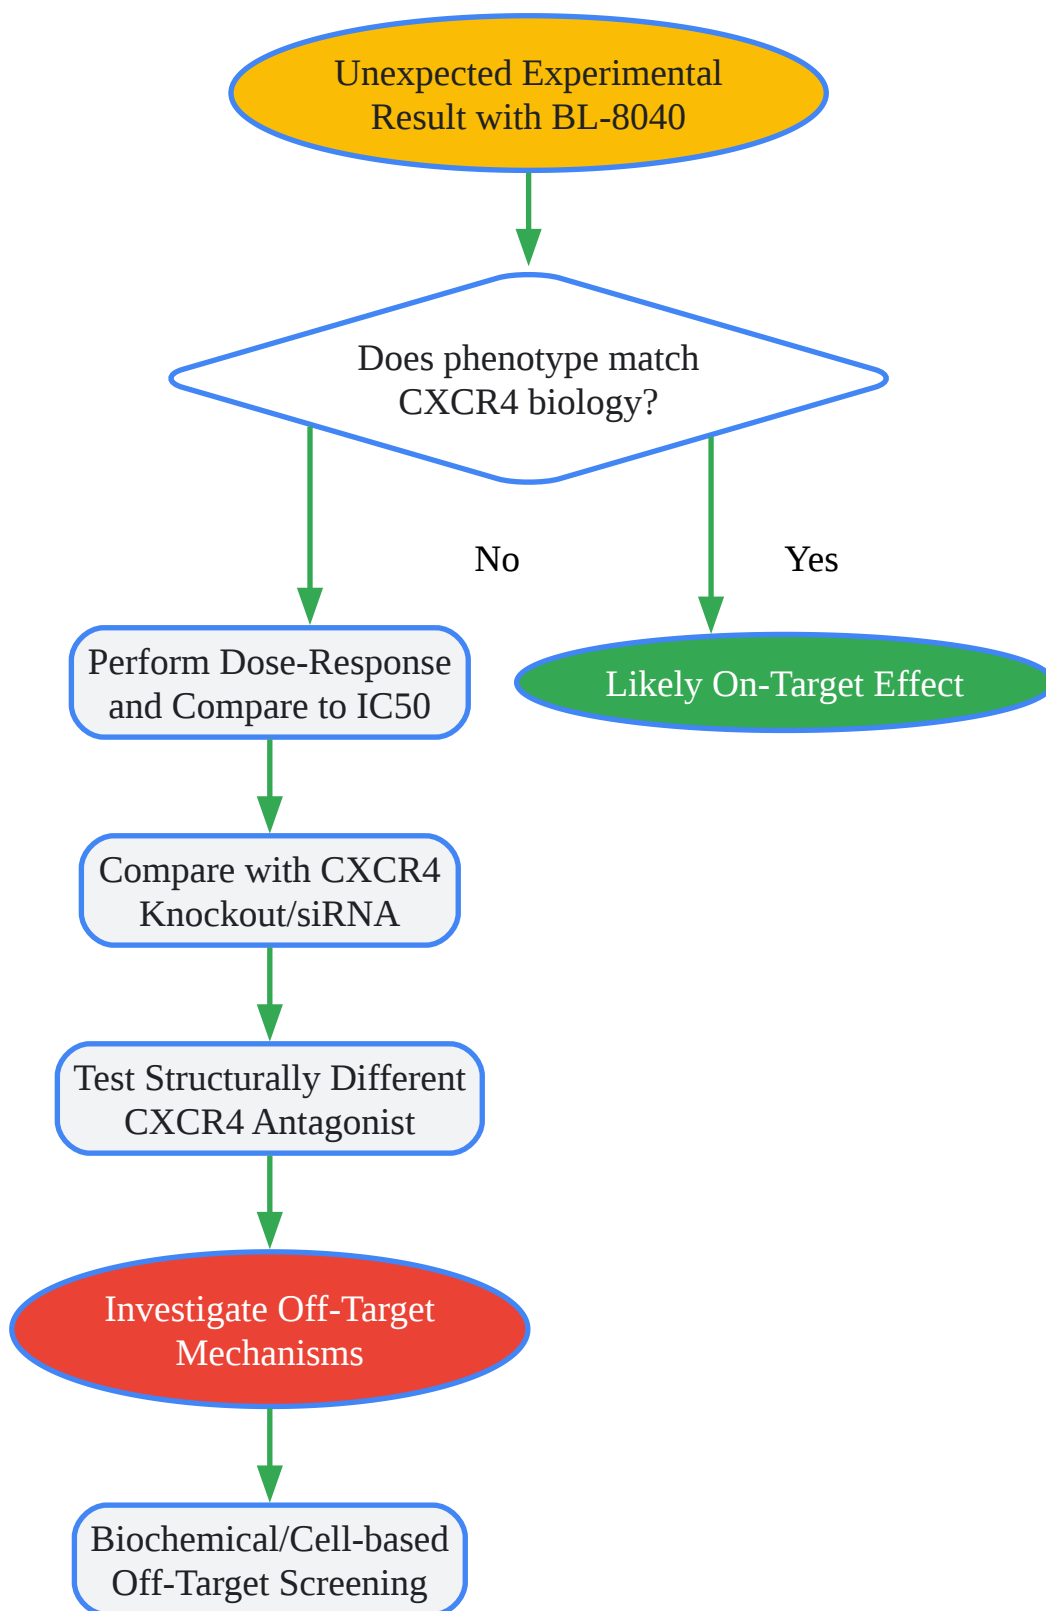 Unexpected Experimental
Result with BL-8040
Does phenotype match
CXCR4 biology?
No
Yes
Perform Dose-Response
and Compare to IC50
Likely On-Target Effect
Compare with CXCR4
Knockout/siRNA
Test Structurally Different
CXCR4 Antagonist
Investigate Off-Target
Mechanisms
Biochemical/Cell-based
Off-Target Screening